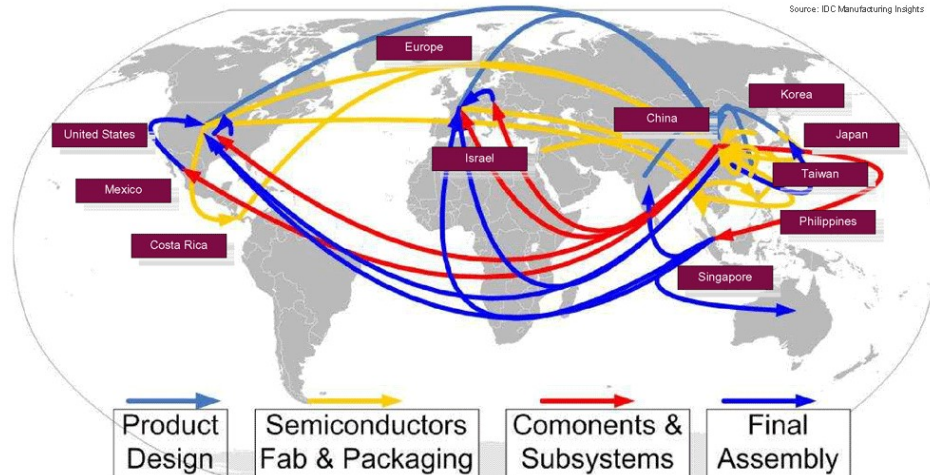 Source: IDC Manufacturing Insights
Europe
Korea
China
United States
Japan
Israel
Taiwan
Mexico
Philippines
Costa Rica
Singapore
Product
Design
Semiconductors
Fab & Packaging
Comonents &
Subsystems
Final
Assembly